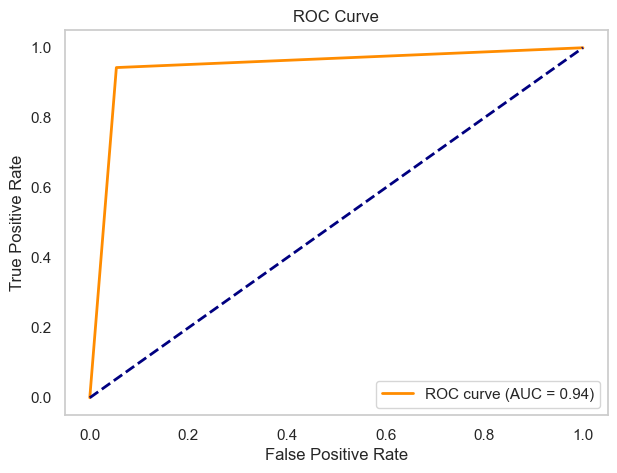 ROC Curve
1.0
0.8
0.6
0.4
0.2
0.0
True Positive Rate
0.0 0.2 0.4 0.6 0.8 1.0
False Positive Rate
ROC curve (AUC = 0.94)